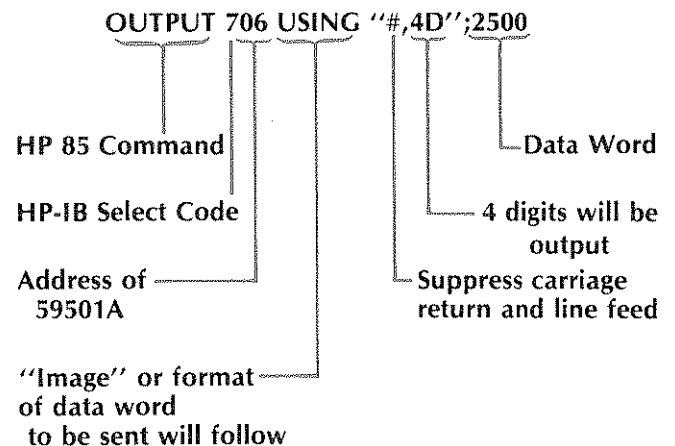 OUTPUT 706 USING ‘‘#,4D’’;2500
HP 85 Command
Data Word
HP-IB Select Code
4 digits will be
output
Address of
59501A
Suppress carriage
return and line feed
‘‘Image’’ or format
of data word
to be sent will follow